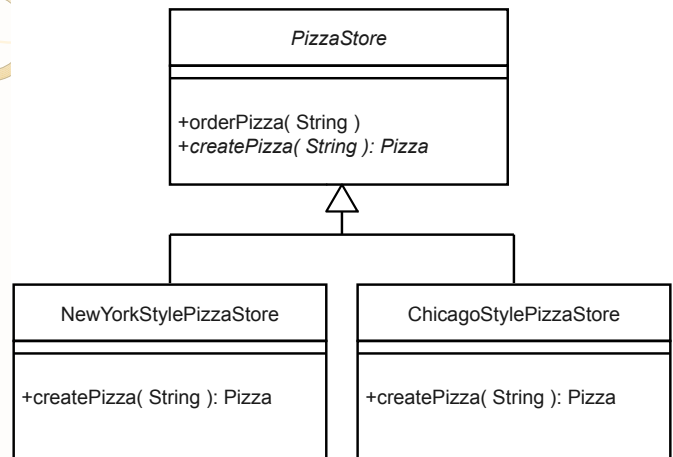 PizzaStore
+orderPizza( String )
+createPizza( String ): Pizza
NewYorkStylePizzaStore
ChicagoStylePizzaStore
+createPizza( String ): Pizza
+createPizza( String ): Pizza